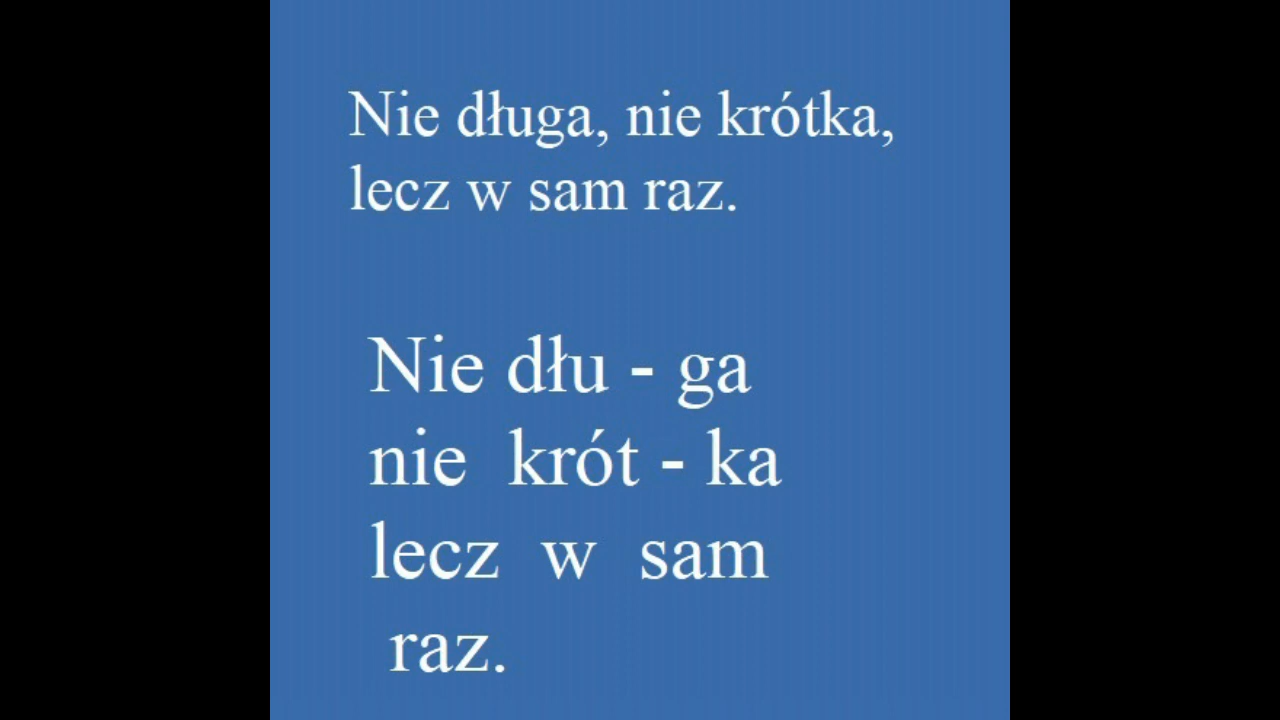 Nie długa, nie krótka,
lecz w sam raz.
Nie dłu - ga
nie krót - ka
lecz w sam
raz.